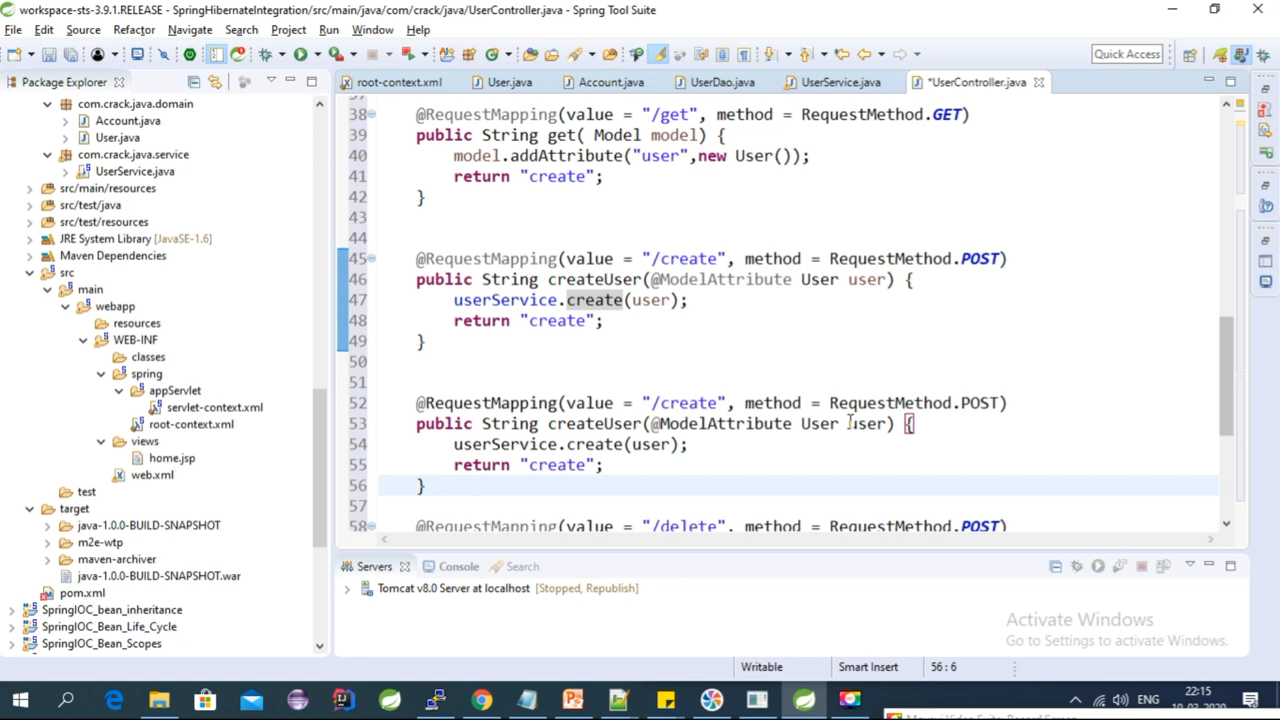 workspace-sts-3.9.1.RELEASE - SpringHibernateIntegration/src/main/java/com/crack/java/UserController.java - Spring Tool Suite
File Edit Source Refactor Navigate Search Project Run Window Help
Quick Access
Package Explorer
com.crack.java.domain
Account.java
User.java
com.crack.java.service
UserService.java
src/main/resources
src/test/java
src/test/resources
JRE System Library [JavaSE-1.6]
Maven Dependencies
src
main
webapp
resources
WEB-INF
classes
spring
appServlet
servlet-context.xml
root-context.xml
views
home.jsp
web.xml
test
target
java-1.0.0-BUILD-SNAPSHOT
m2e-wtp
maven-archiver
java-1.0.0-BUILD-SNAPSHOT.war
pom.xml
SpringIOC_bean_inheritance
SpringIOC_Bean_Life_Cycle
SpringIOC_Bean_Scopes
root-context.xml User.java Account.java UserDao.java UserService.java *UserController.java
38 @RequestMapping(value = "/get", method = RequestMethod.GET)
39 public String get( Model model) {
40 model.addAttribute("user",new User());
41 return "create";
42 }
43
44
45 @RequestMapping(value = "/create", method = RequestMethod.POST)
46 public String createUser(@ModelAttribute User user) {
47 userService.create(user);
48 return "create";
49 }
50
51
52 @RequestMapping(value = "/create", method = RequestMethod.POST)
53 public String createUser(@ModelAttribute User user) {
54 userService.create(user);
55 return "create";
56 }
57
58 @RequestMapping(value = "/delete", method = RequestMethod.POST)
Servers Console Search
Tomcat v8.0 Server at localhost [Stopped, Republish]
Activate Windows
Go to Settings to activate Windows.
Writable Smart Insert 56 : 6
ENG
22:15